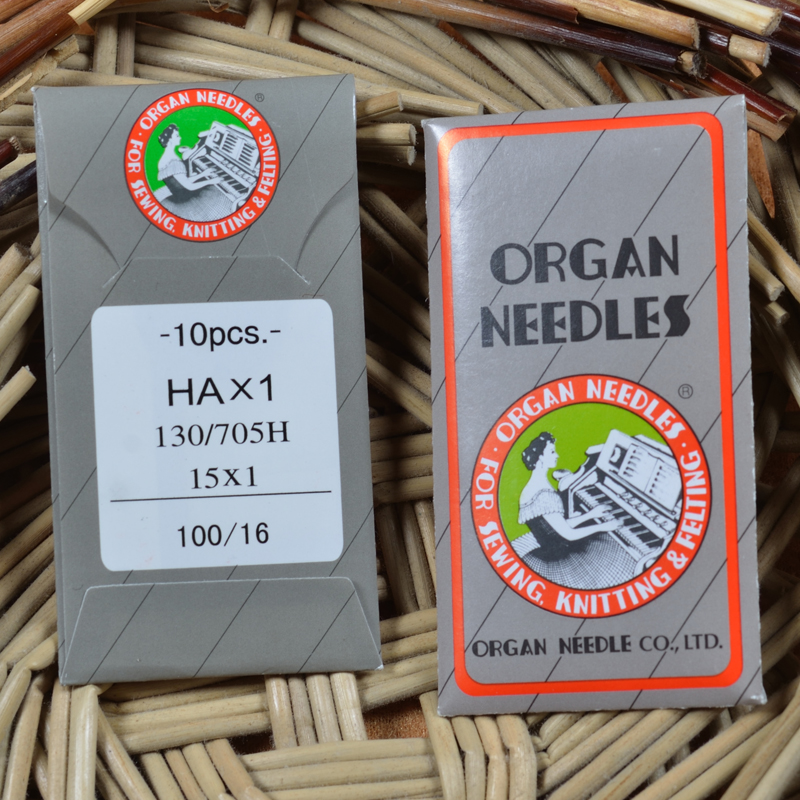 ORGAN NEEDLES ®
FOR SEWING, KNITTING & FELTING
-10pcs.-
HA x 1
130/705H
15x1
100/16
ORGAN
NEEDLES
ORGAN NEEDLES ®
FOR SEWING, KNITTING & FELTING
ORGAN NEEDLE CO., LTD.